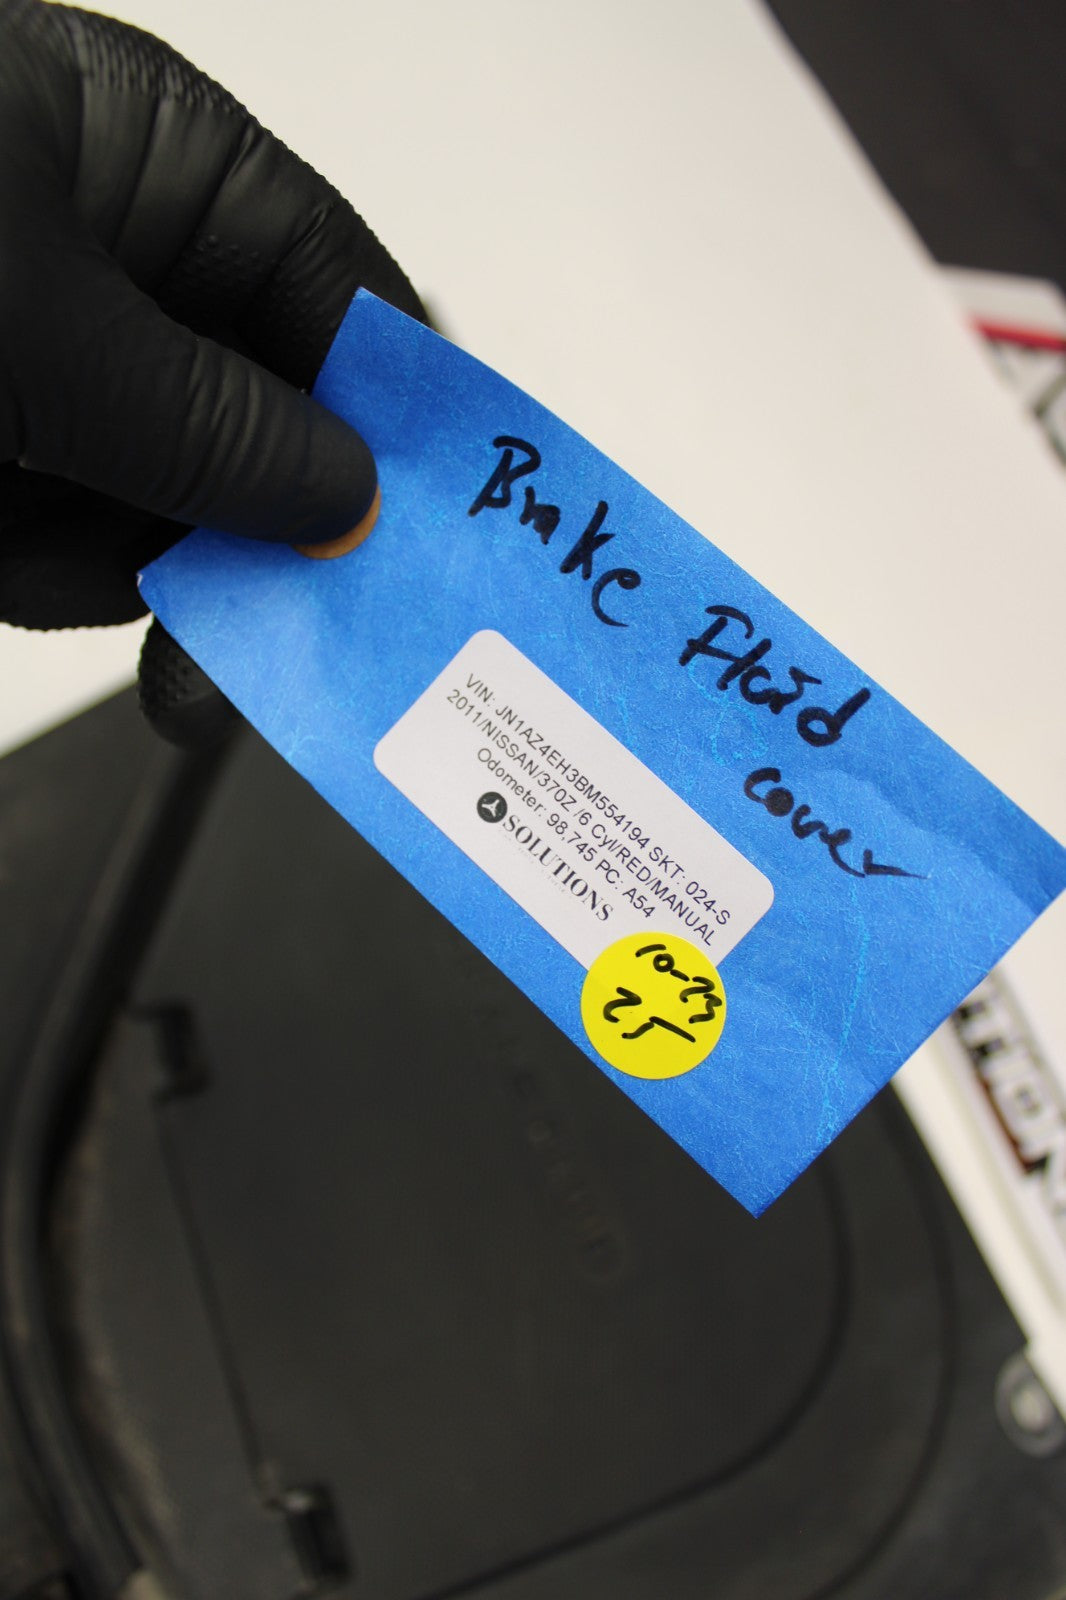 Brake Fluid
cover
VIN: JN1AZ4EH3BM554194 SKT: 024-S
2011/NISSAN/370Z /6 Cyl/RED/MANUAL
Odometer: 98,745 PC: A54
SOLUTIONS
10-23
25